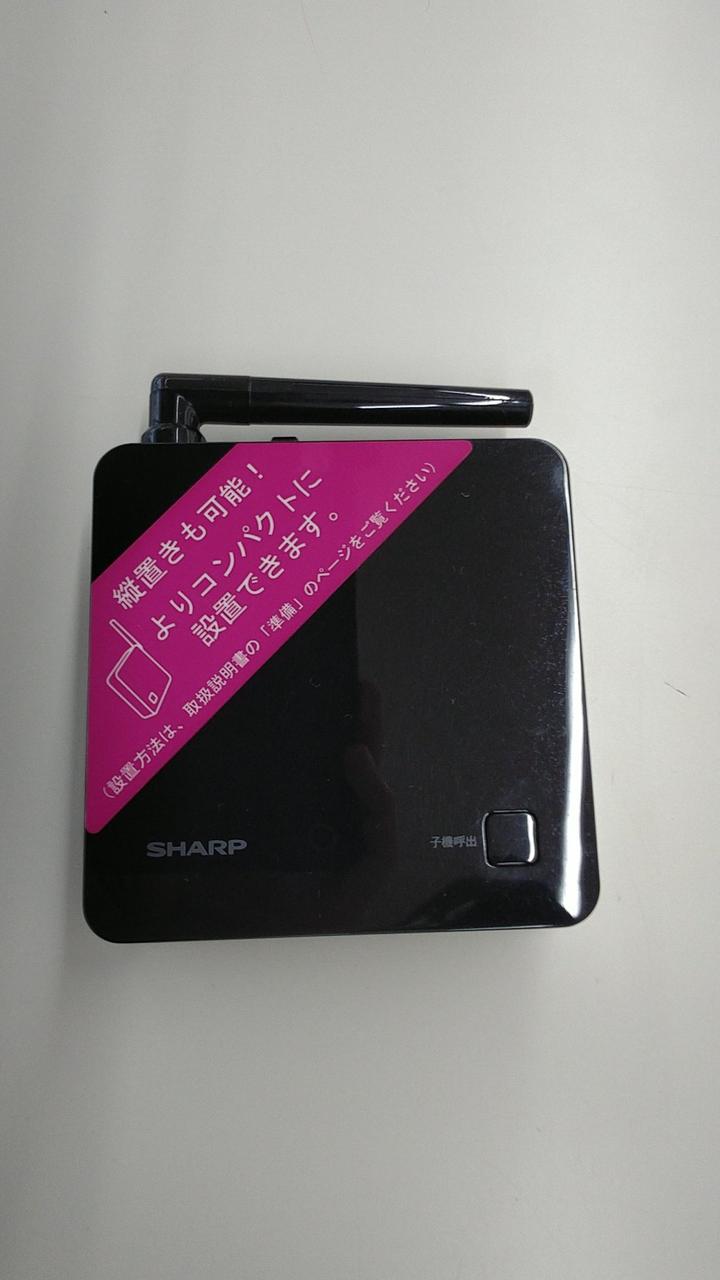 縦置きも可能！
よりコンパクトに
設置できます。
（設置方法は、取扱説明書の「準備」のページをご覧ください）
SHARP
子機呼出